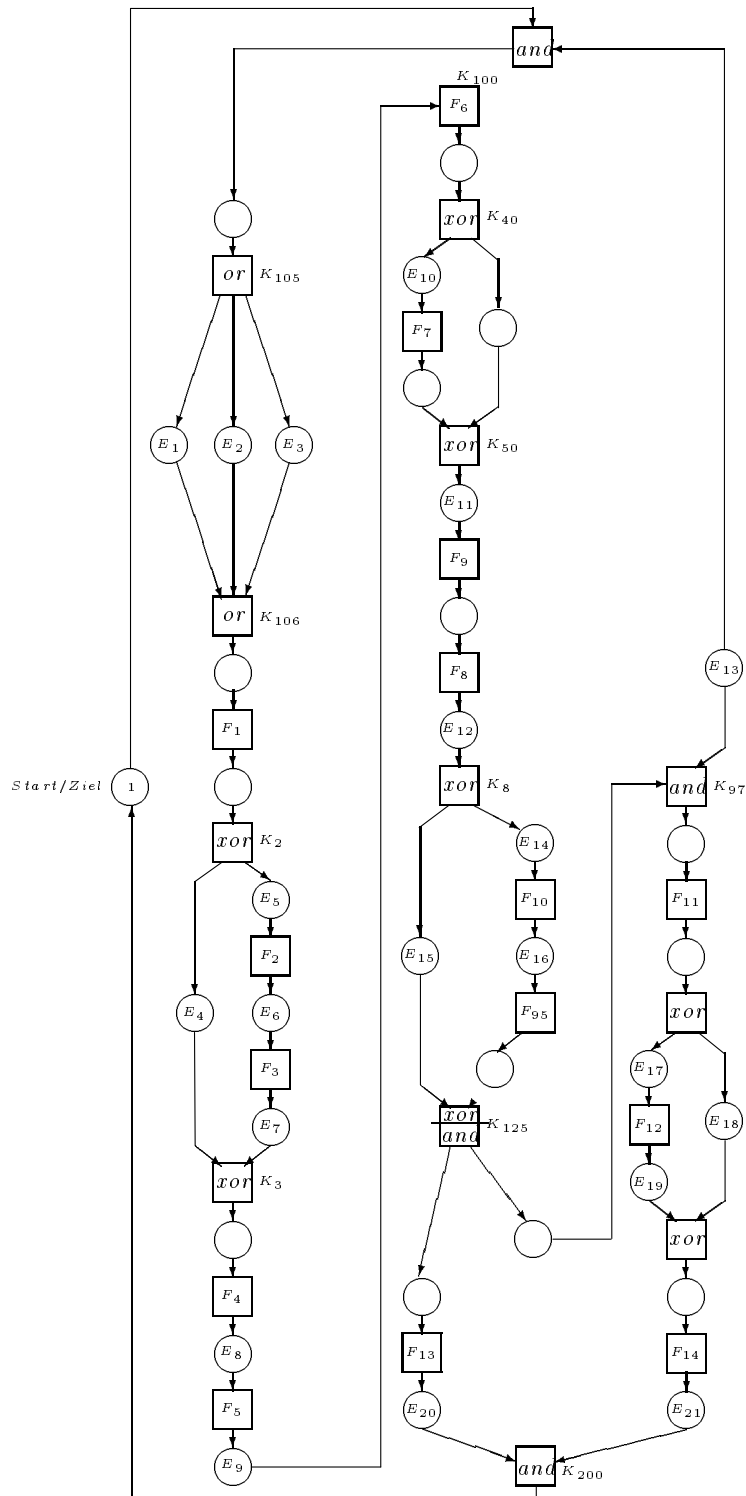 and
K100
F6
xor K40
or K105
E10
F7
E1 E2 E3
xor K50
E11
F9
or K106
F8
E13
F1
E12
Start/Ziel 1
xor K8
and K97
xor K2
E14
E5
F10
F11
F2
E15
E16
E4
E6
F95
xor
F3
E17
E7
xor
and K125
F12
E18
xor K3
E19
xor
F4
E8
F13
F14
F5
E20
E21
E9
and K200